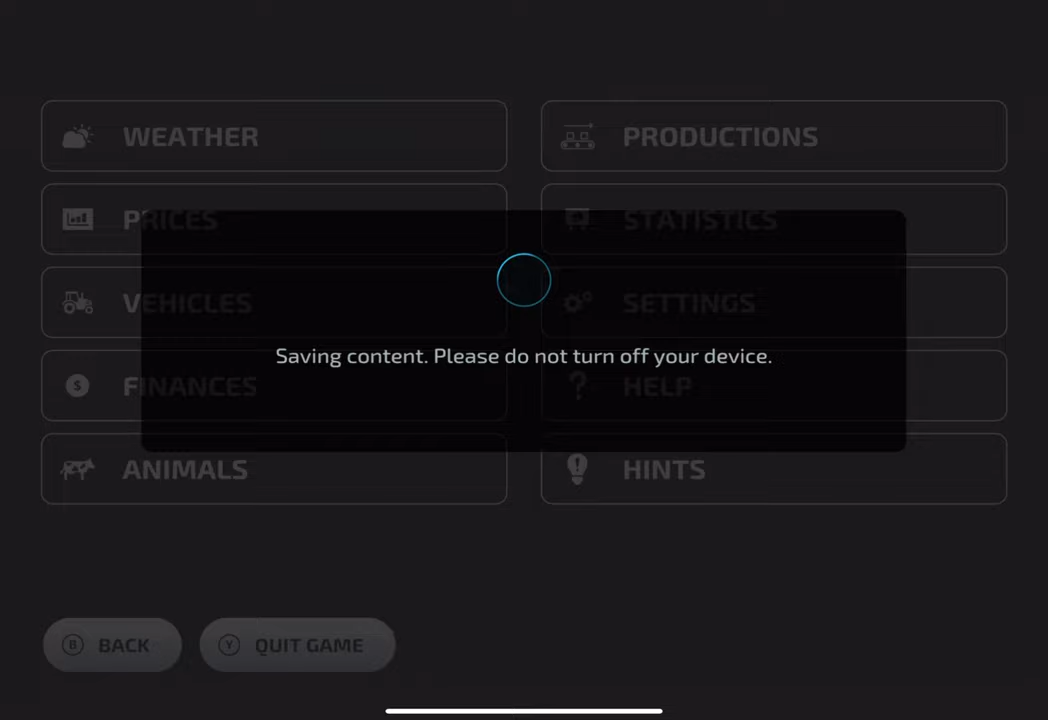 WEATHER
PRODUCTIONS
PRICES
STATISTICS
VEHICLES
SETTINGS
Saving content. Please do not turn off your device.
FINANCES
HELP
ANIMALS
HINTS
B BACK
Y QUIT GAME